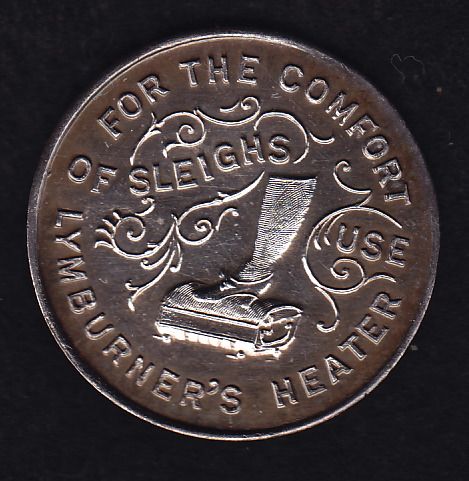 FOR THE COMFORT
OF SLEIGHS
USE
LYMBURNER'S HEATER